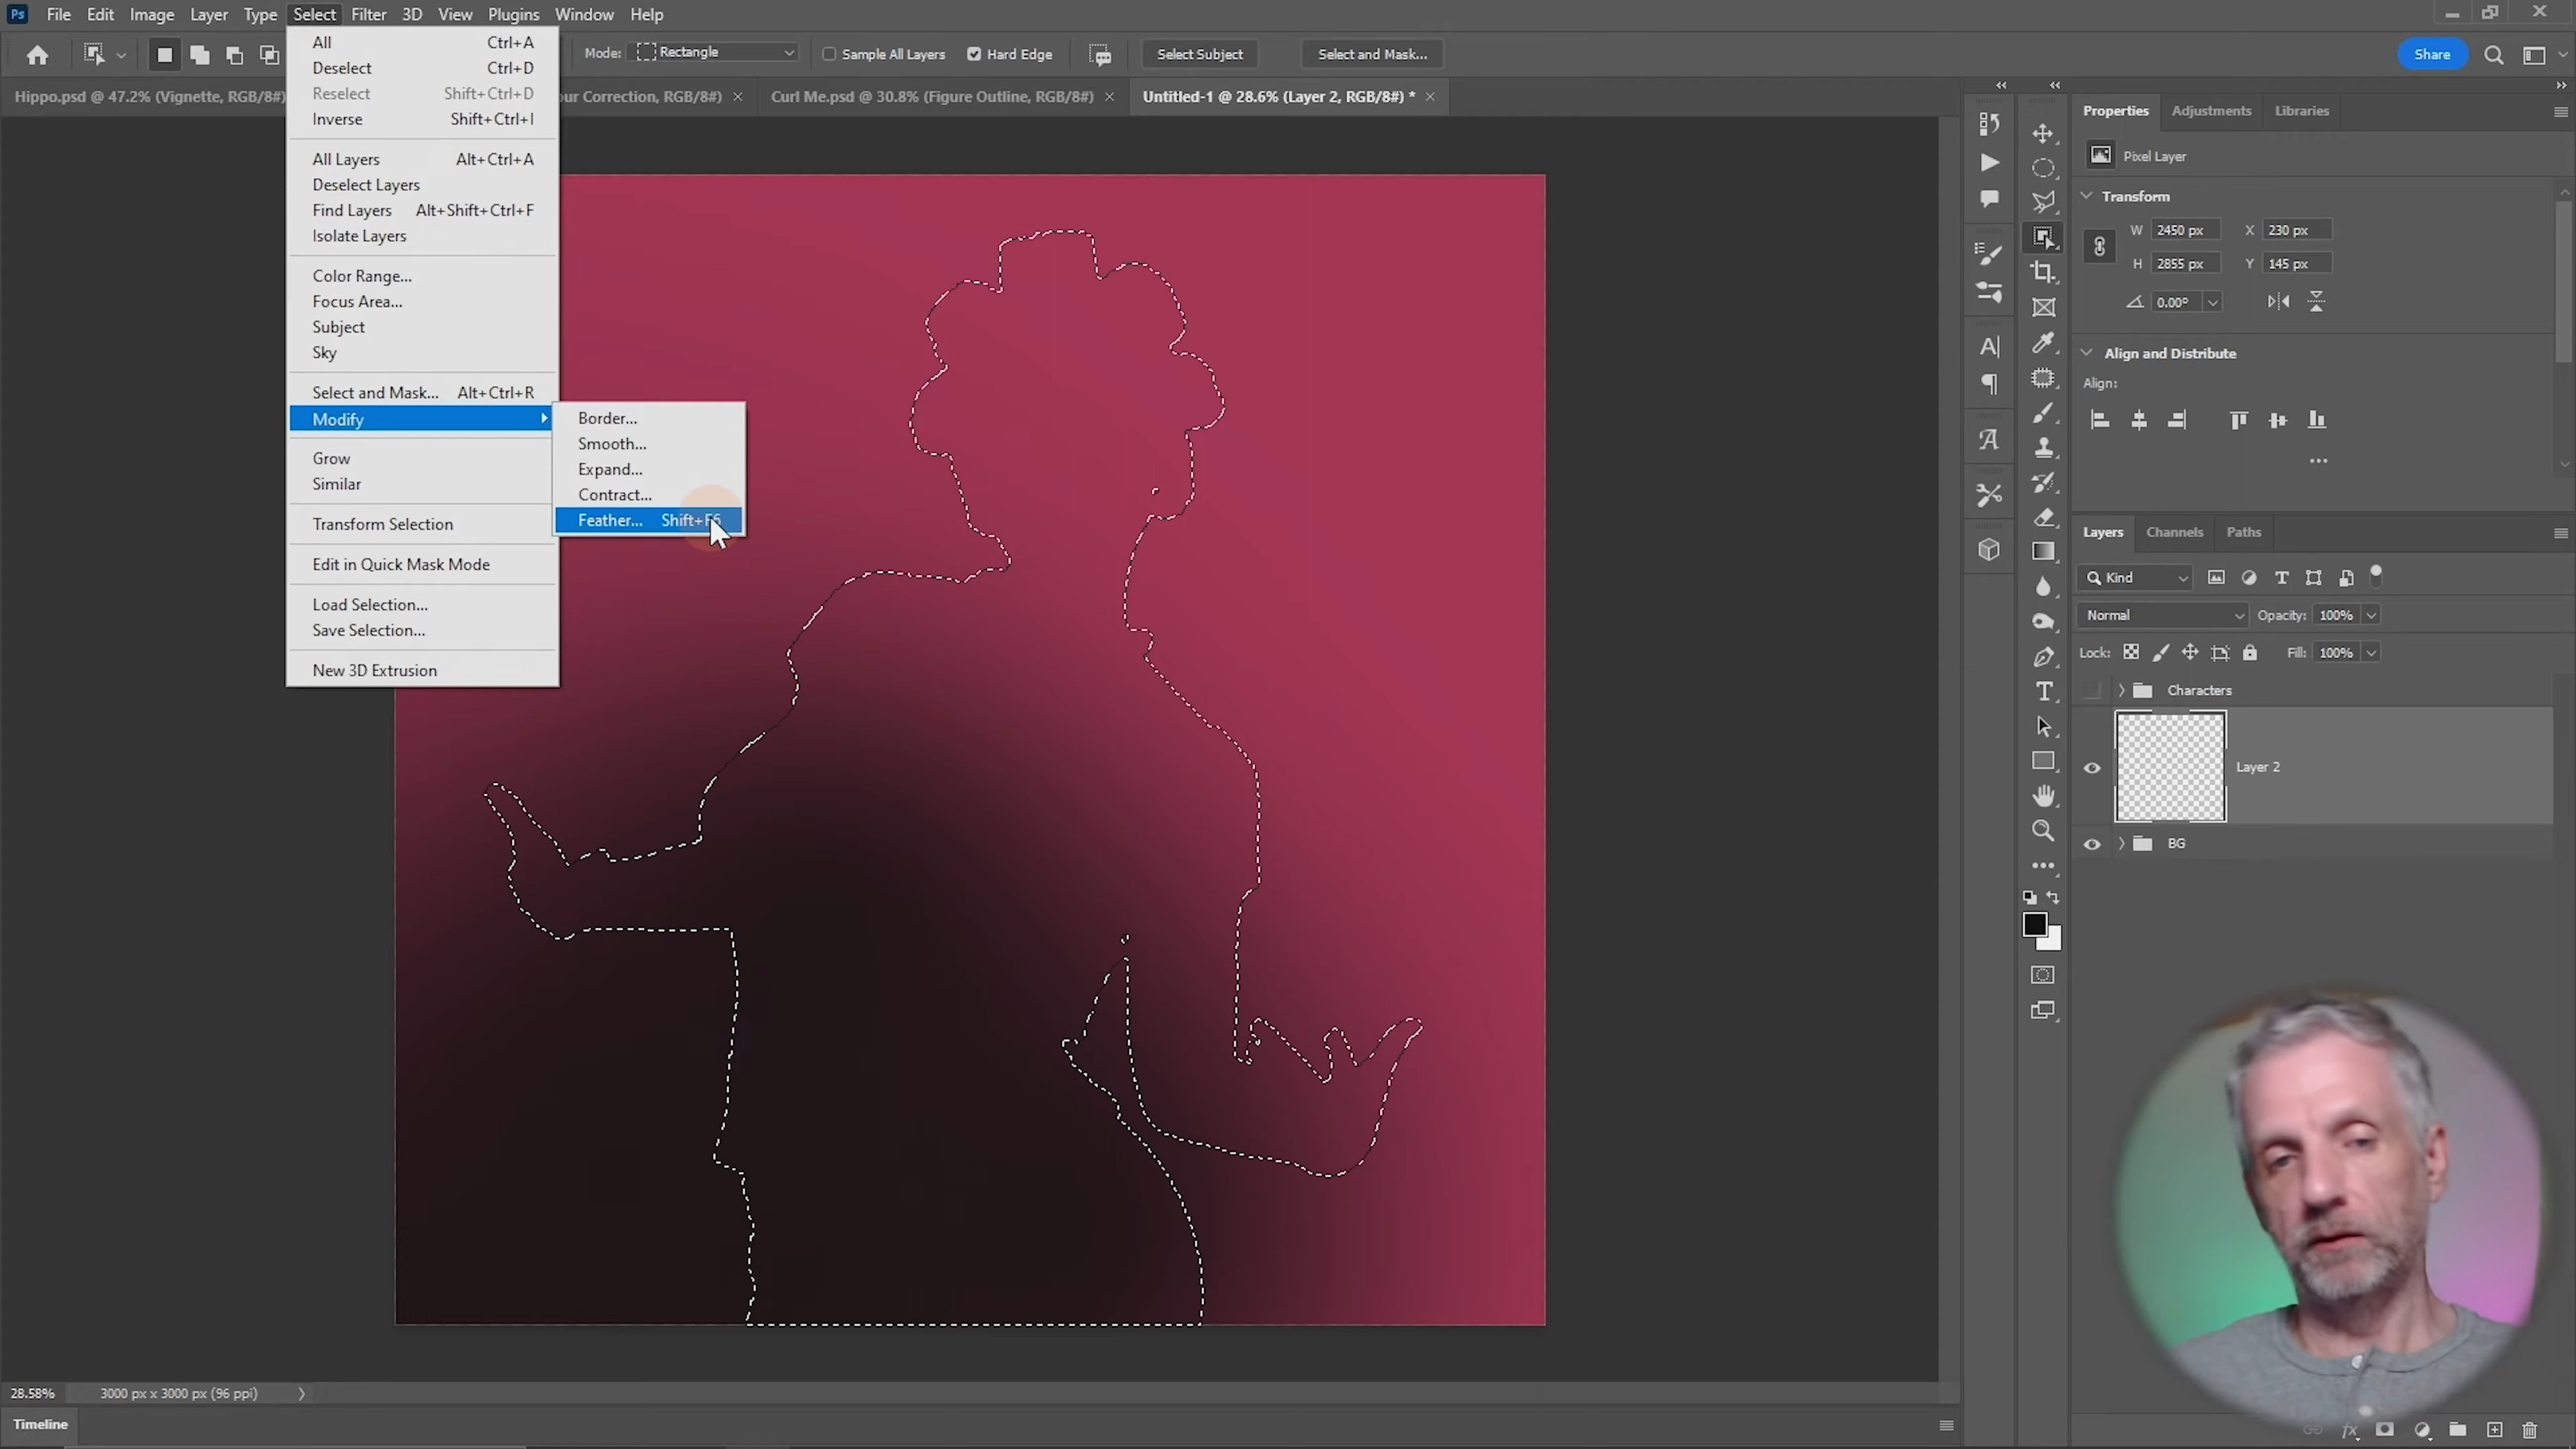 Ps File Edit Image Layer Type Select Filter 3D View Plugins Window Help
Mode: Rectangle Sample All Layers Hard Edge Select Subject Select and Mask... Share
Hippo.psd @ 47.2% (Vignette, RGB/8#) our Correction, RGB/8#) Curl Me.psd @ 30.8% (Figure Outline, RGB/8#) Untitled-1 @ 28.6% (Layer 2, RGB/8#) *
All Ctrl+A
Deselect Ctrl+D
Reselect Shift+Ctrl+D
Inverse Shift+Ctrl+I
All Layers Alt+Ctrl+A
Deselect Layers
Find Layers Alt+Shift+Ctrl+F
Isolate Layers
Color Range...
Focus Area...
Subject
Sky
Select and Mask... Alt+Ctrl+R
Modify
Grow
Similar
Transform Selection
Edit in Quick Mask Mode
Load Selection...
Save Selection...
New 3D Extrusion
Border...
Smooth...
Expand...
Contract...
Feather... Shift+F6
Properties Adjustments Libraries
Pixel Layer
Transform
W 2450 px X 230 px
H 2855 px Y 145 px
0.00°
Align and Distribute
Align:
Layers Channels Paths
Kind
Normal Opacity: 100%
Lock: Fill: 100%
Characters
Layer 2
BG
28.58% 3000 px x 3000 px (96 ppi)
Timeline